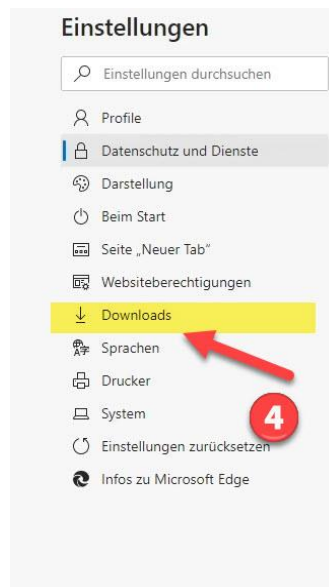 Einstellungen
Einstellungen durchsuchen
Profile
Datenschutz und Dienste
Darstellung
Beim Start
Seite „Neuer Tab"
Websiteberechtigungen
Downloads
Sprachen
Drucker
System
4
Einstellungen zurücksetzen
Infos zu Microsoft Edge